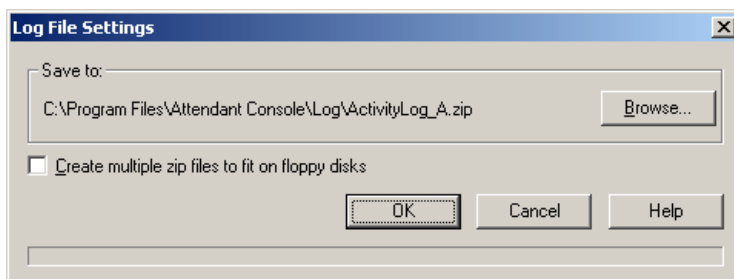 Log File Settings
Save to:
C:\Program Files\Attendant Console\Log\ActivityLog_A.zip
Browse...
Create multiple zip files to fit on floppy disks
OK
Cancel
Help